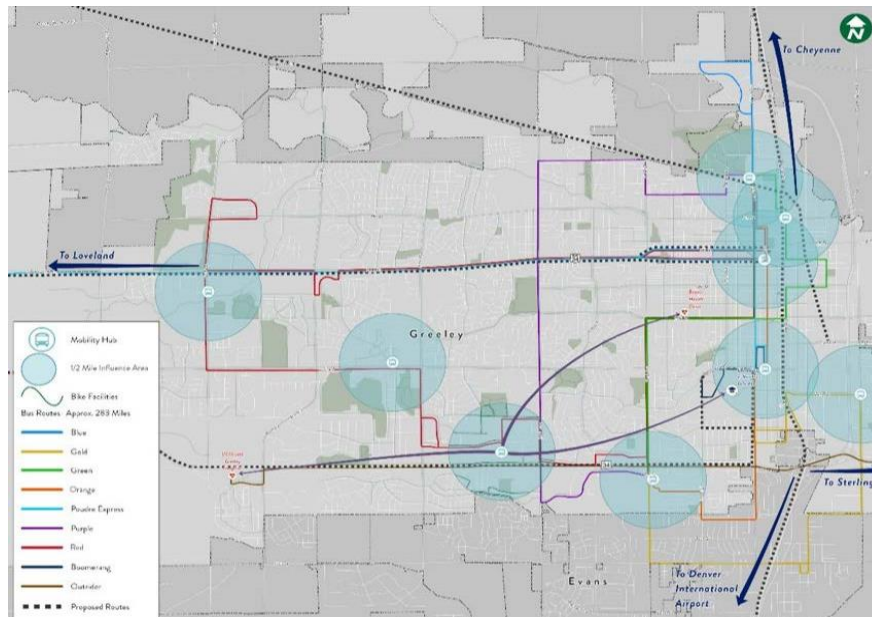 N
To Cheyenne
To Loveland
Greeley
Mobility Hub
1/2 Mile Influence Area
Bike Facilities
Bus Routes Approx. 263 Miles
Blue
Gold
Green
Orange
Poudre Express
Purple
Red
Boomerang
Outrider
Proposed Routes
To Sterling
To Denver
International
Airport
Evans